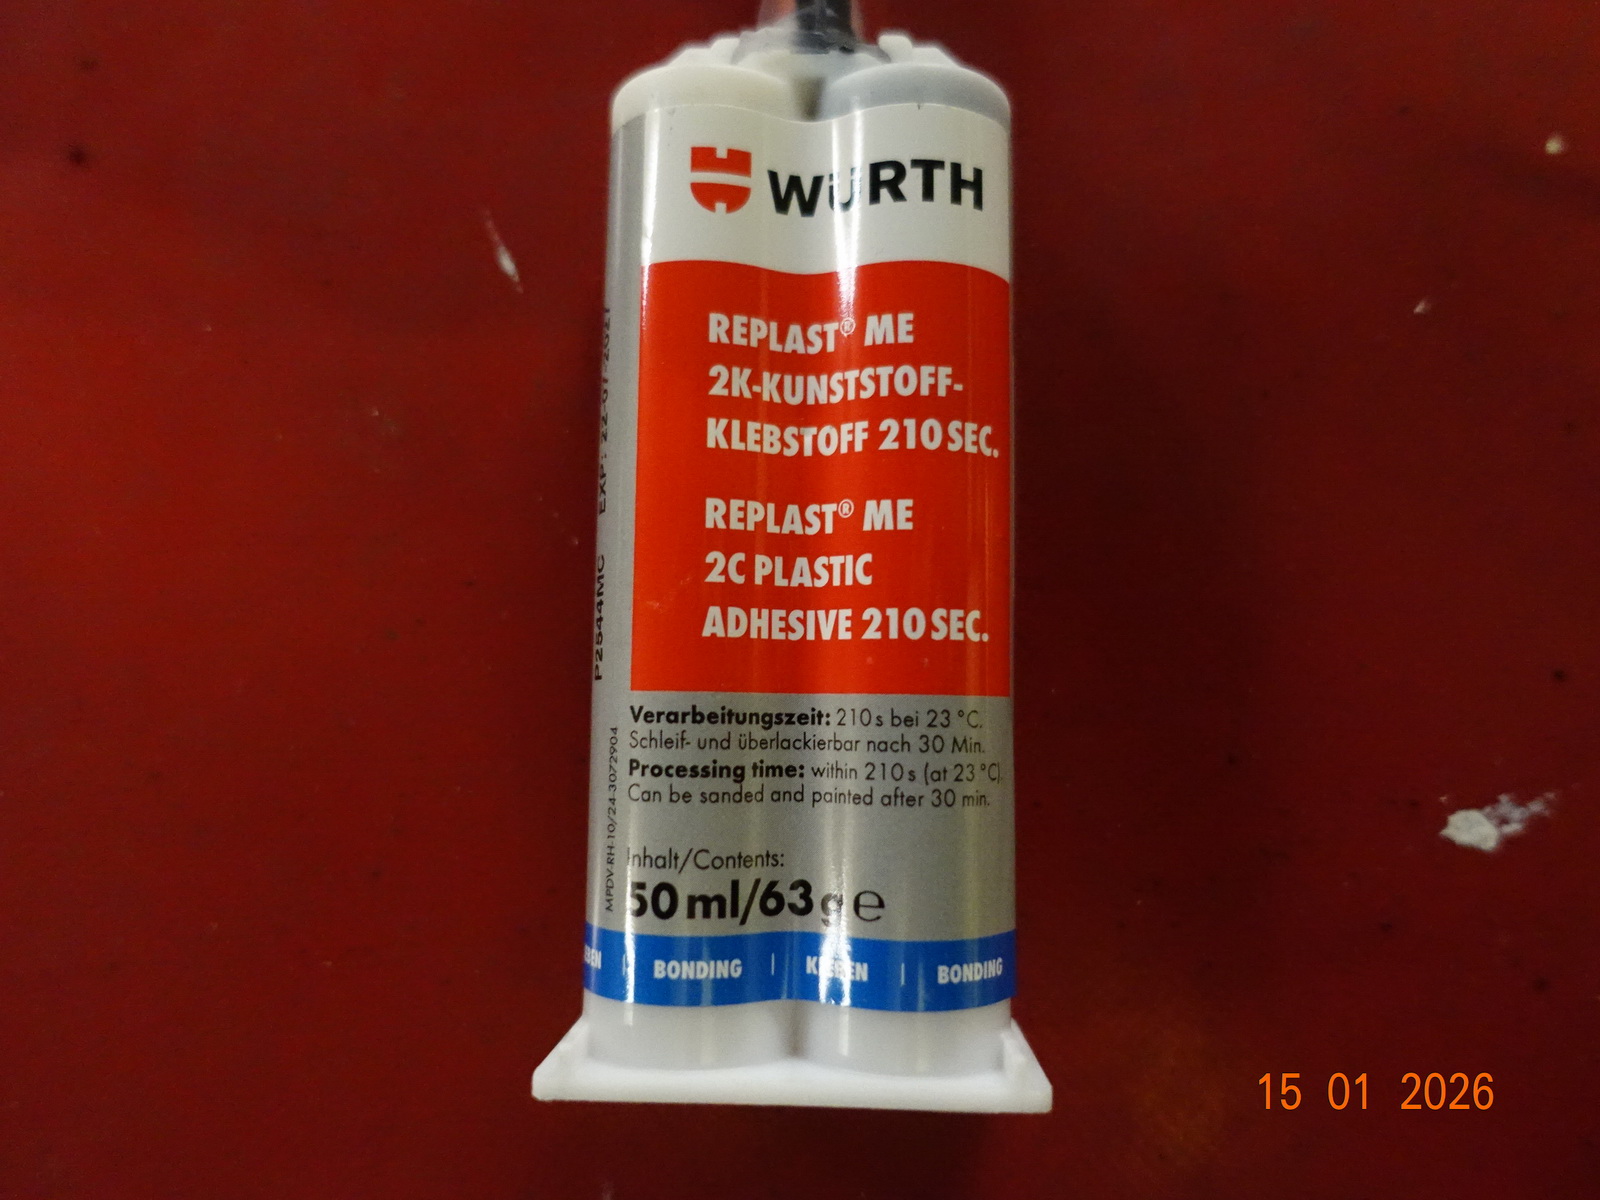 WÜRTH
REPLAST® ME
2K-KUNSTSTOFF-
KLEBSTOFF 210 SEC.
REPLAST® ME
2C PLASTIC
ADHESIVE 210 SEC.
Verarbeitungszeit: 210 s bei 23 °C.
Schleif- und überlackierbar nach 30 Min.
Processing time: within 210 s (at 23 °C).
Can be sanded and painted after 30 min.
Inhalt/Contents:
50 ml/63 g ℮
BONDING | KLEBEN | BONDING
P2544MC EXP:
MPDV-RH-10/24-3072904
15 01 2026